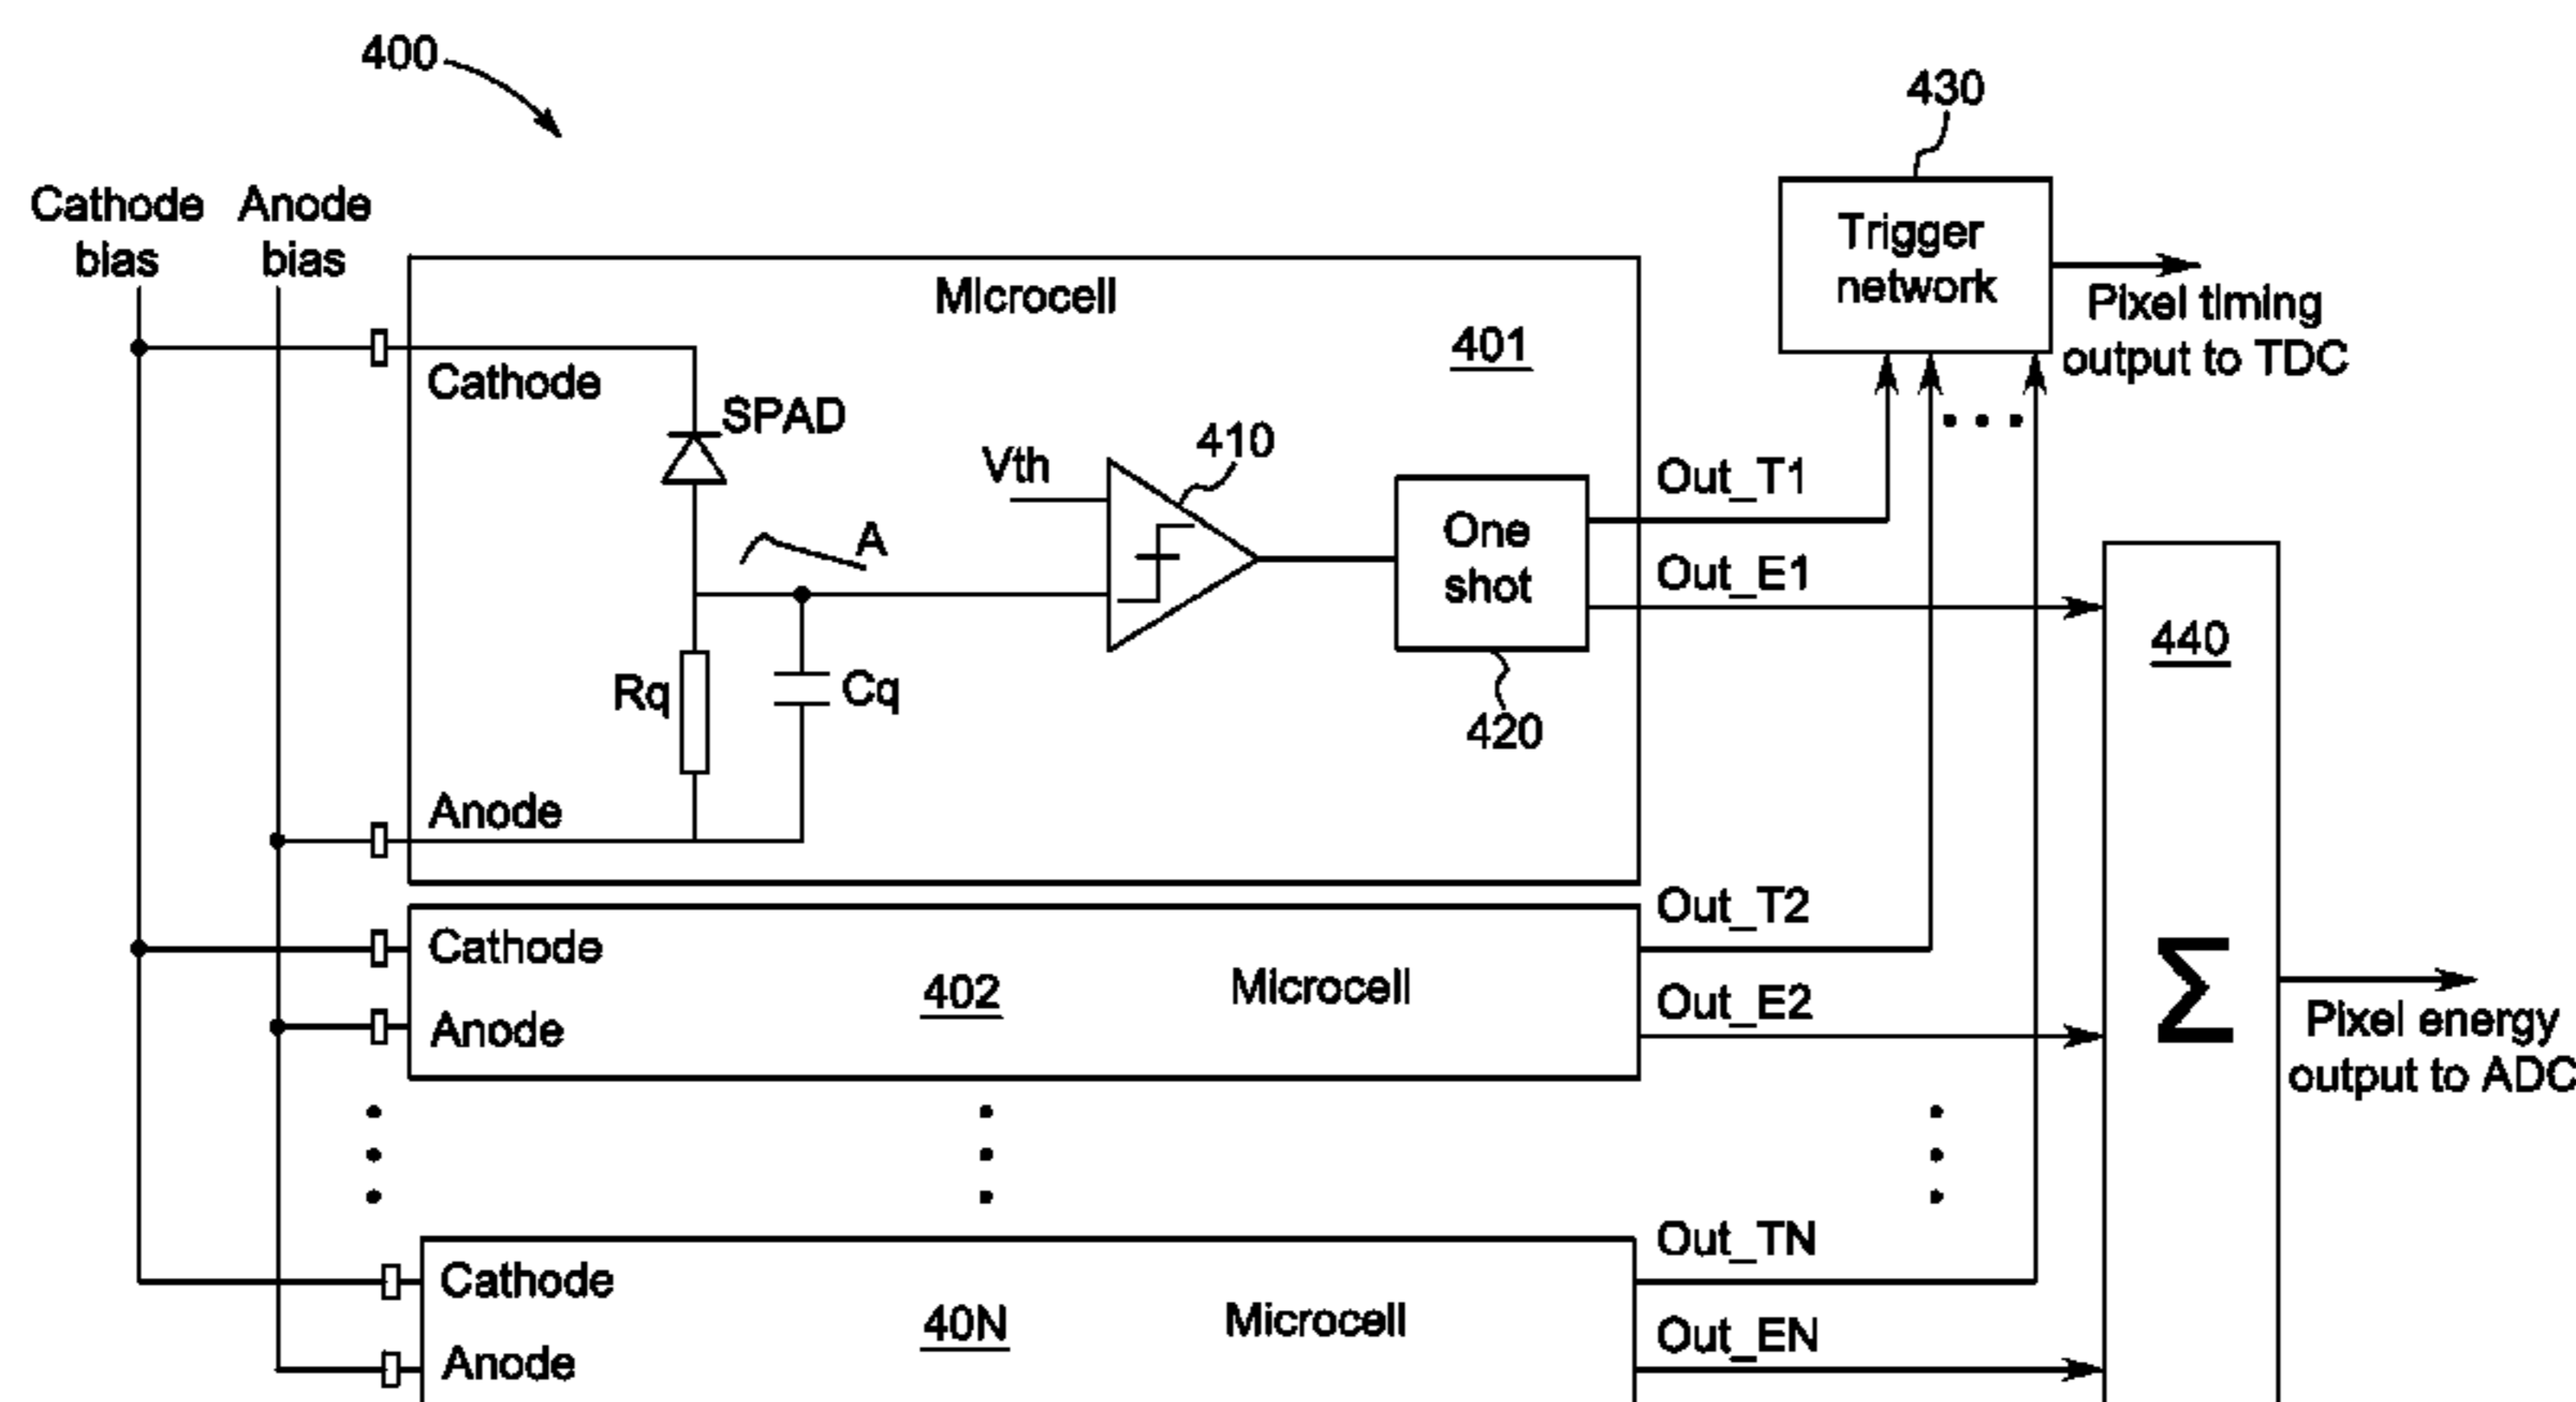 400
430
Cathode bias
Anode bias
Trigger network
Pixel timing output to TDC
Microcell
401
Cathode
SPAD
Vth
410
A
One shot
420
Out_T1
Out_E1
440
Rq
Cq
Anode
Out_T2
Cathode
402
Microcell
Anode
Out_E2
Σ
Pixel energy output to ADC
Out_TN
Cathode
40N
Microcell
Anode
Out_EN